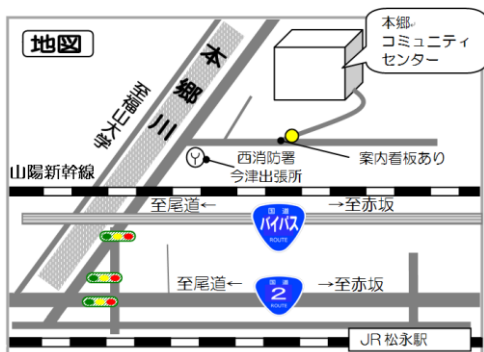 地図
本郷
コミュニティ
センター
本郷川
至福山大学
西消防署
今津出張所
案内看板あり
山陽新幹線
至尾道←
→至赤坂
国道
バイパス
ROUTE
至尾道←
→至赤坂
国道
2
ROUTE
JR松永駅